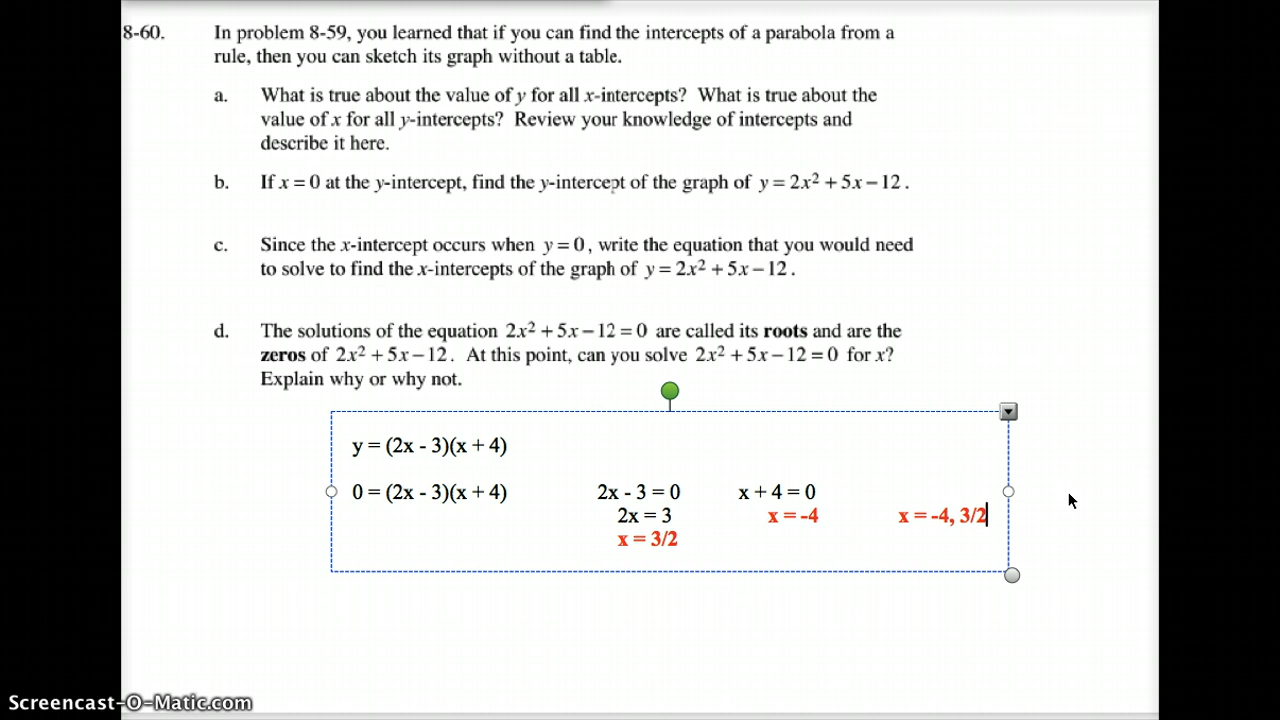 8-60. In problem 8-59, you learned that if you can find the intercepts of a parabola from a
rule, then you can sketch its graph without a table.
a. What is true about the value of y for all x-intercepts? What is true about the
value of x for all y-intercepts? Review your knowledge of intercepts and
describe it here.
b. If x = 0 at the y-intercept, find the y-intercept of the graph of y = 2x² + 5x – 12.
c. Since the x-intercept occurs when y = 0, write the equation that you would need
to solve to find the x-intercepts of the graph of y = 2x² + 5x – 12.
d. The solutions of the equation 2x² + 5x – 12 = 0 are called its roots and are the
zeros of 2x² + 5x – 12. At this point, can you solve 2x² + 5x – 12 = 0 for x?
Explain why or why not.
y = (2x - 3)(x + 4)
0 = (2x - 3)(x + 4) 2x - 3 = 0 x + 4 = 0
2x = 3 x = -4 x = -4, 3/2
x = 3/2
Screencast-O-Matic.com